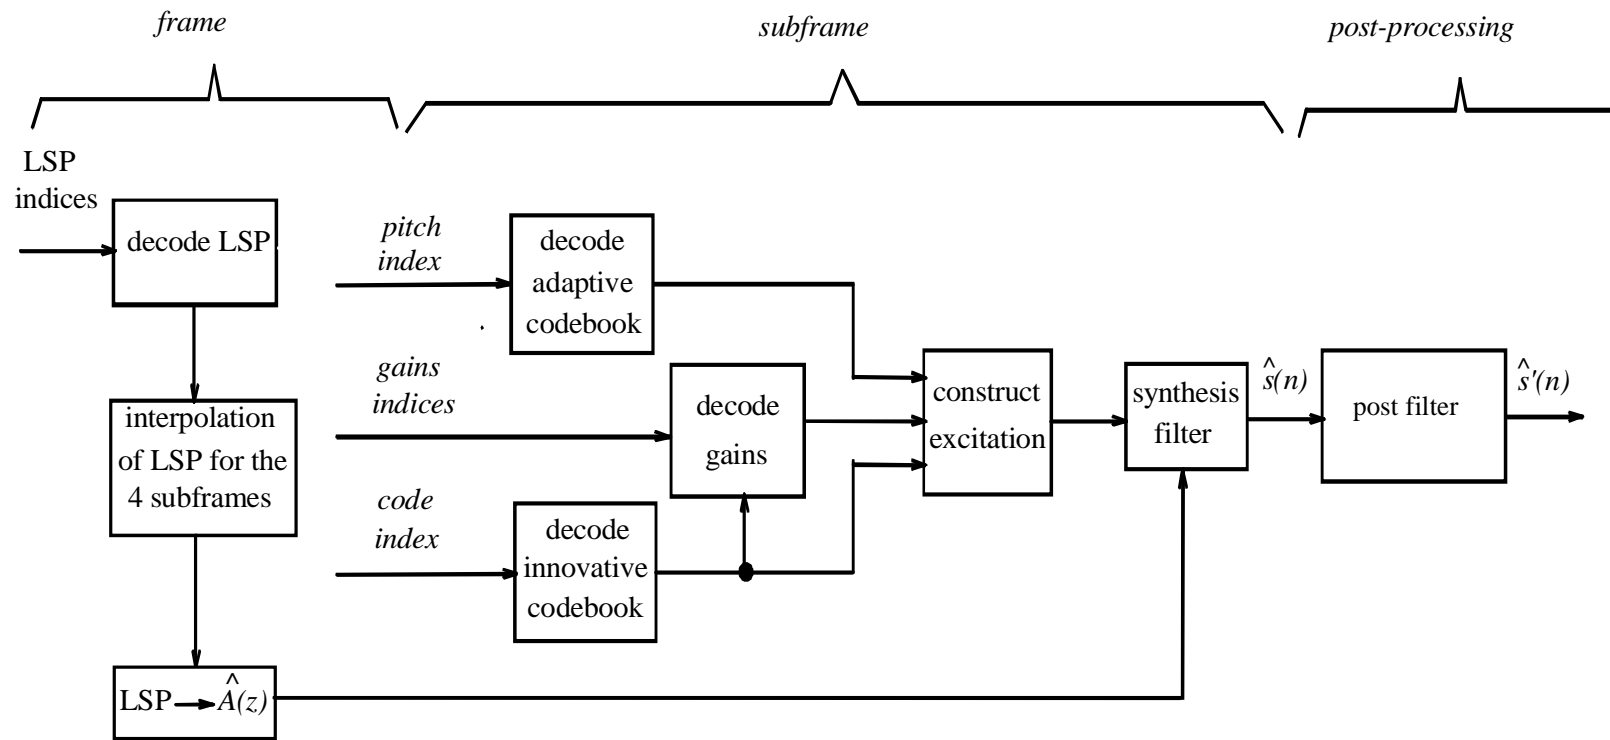 frame
subframe
post-processing
LSP
indices
decode LSP
interpolation
of LSP for the
4 subframes
LSP → Â(z)
pitch
index
decode
adaptive
codebook
gains
indices
decode
gains
code
index
decode
innovative
codebook
construct
excitation
synthesis
filter
ŝ(n)
post filter
ŝ'(n)